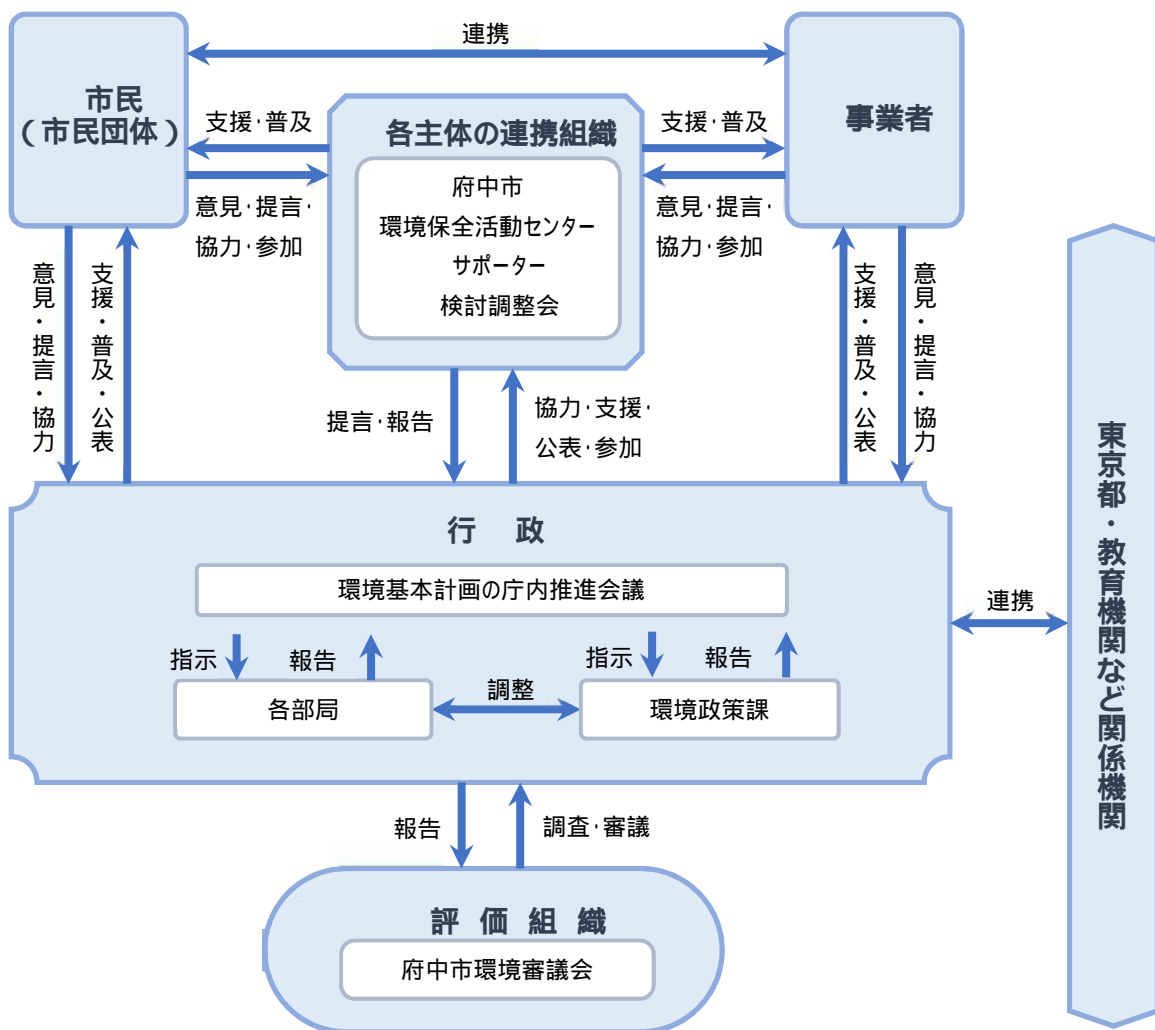 連携
市民
(市民団体)
事業者
各主体の連携組織
支援・普及
支援・普及
府中市
環境保全活動センター
サポーター
検討調整会
意見・提言・
協力・参加
意見・提言・
協力・参加
意見・提言・協力
支援・普及・公表
支援・普及・公表
意見・提言・協力
提言・報告
協力・支援・
公表・参加
東京都・教育機関など関係機関
行政
環境基本計画の庁内推進会議
連携
指示
報告
指示
報告
各部局
調整
環境政策課
報告
調査・審議
評価組織
府中市環境審議会